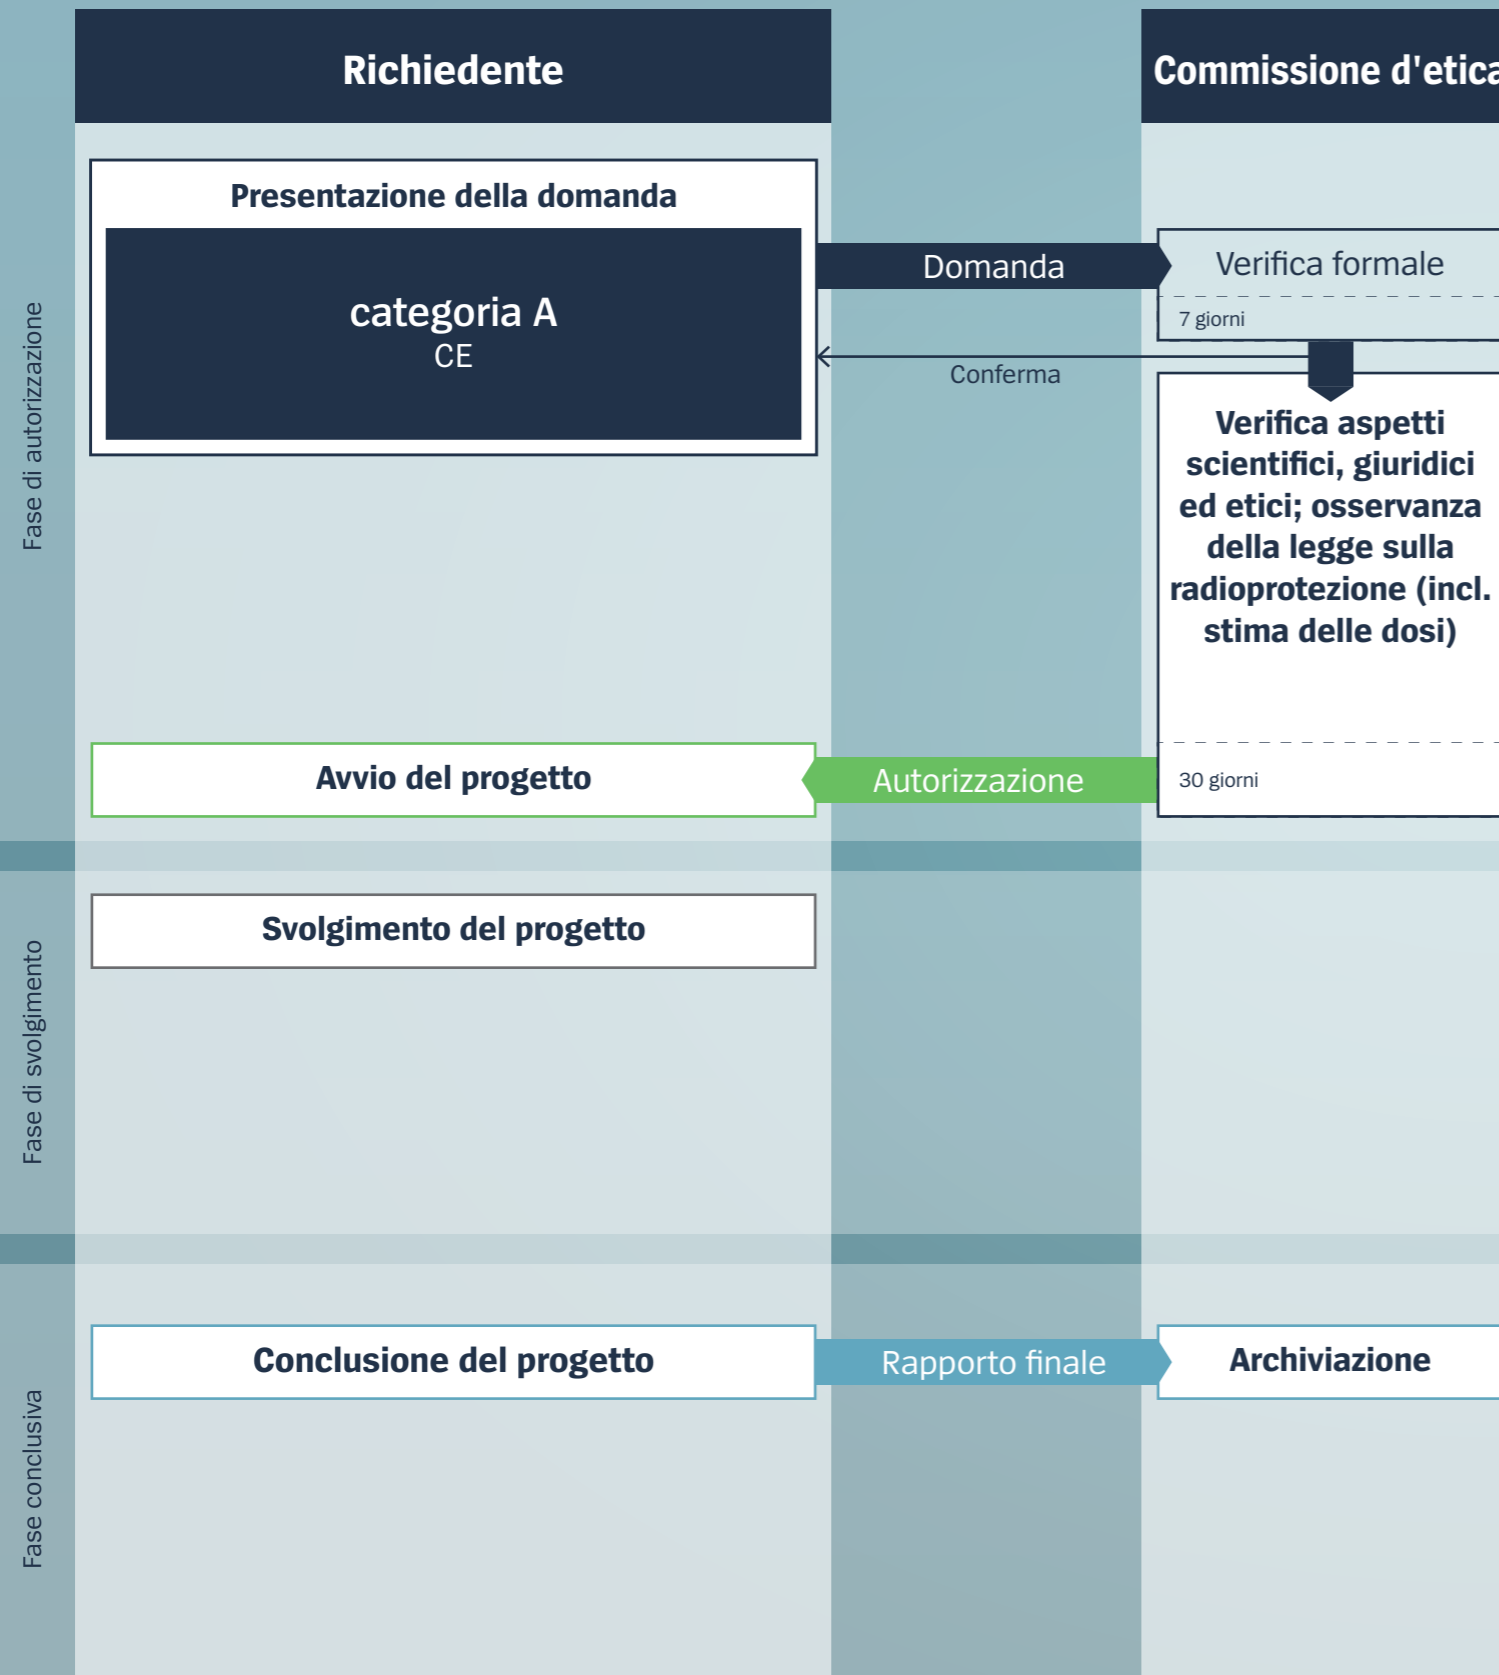 Richiedente
Commissione d'etica
Fase di autorizzazione
Presentazione della domanda
categoria A
CE
Domanda
Conferma
Verifica formale
7 giorni
Verifica aspetti
scientifici, giuridici
ed etici; osservanza
della legge sulla
radioprotezione (incl.
stima delle dosi)
30 giorni
Autorizzazione
Avvio del progetto
Fase di svolgimento
Svolgimento del progetto
Fase conclusiva
Conclusione del progetto
Rapporto finale
Archiviazione